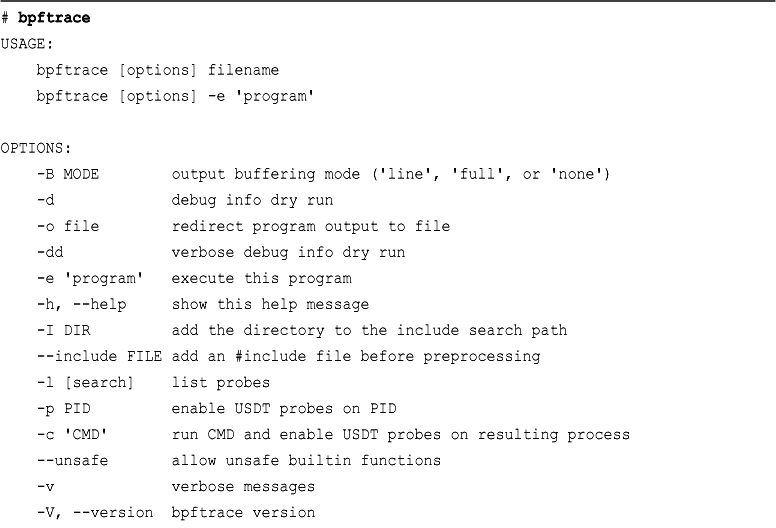 # bpftrace
USAGE:
    bpftrace [options] filename
    bpftrace [options] -e 'program'

OPTIONS:
    -B MODE        output buffering mode ('line', 'full', or 'none')
    -d             debug info dry run
    -o file        redirect program output to file
    -dd            verbose debug info dry run
    -e 'program'   execute this program
    -h, --help     show this help message
    -I DIR         add the directory to the include search path
    --include FILE add an #include file before preprocessing
    -l [search]    list probes
    -p PID         enable USDT probes on PID
    -c 'CMD'       run CMD and enable USDT probes on resulting process
    --unsafe       allow unsafe builtin functions
    -v             verbose messages
    -V, --version  bpftrace version